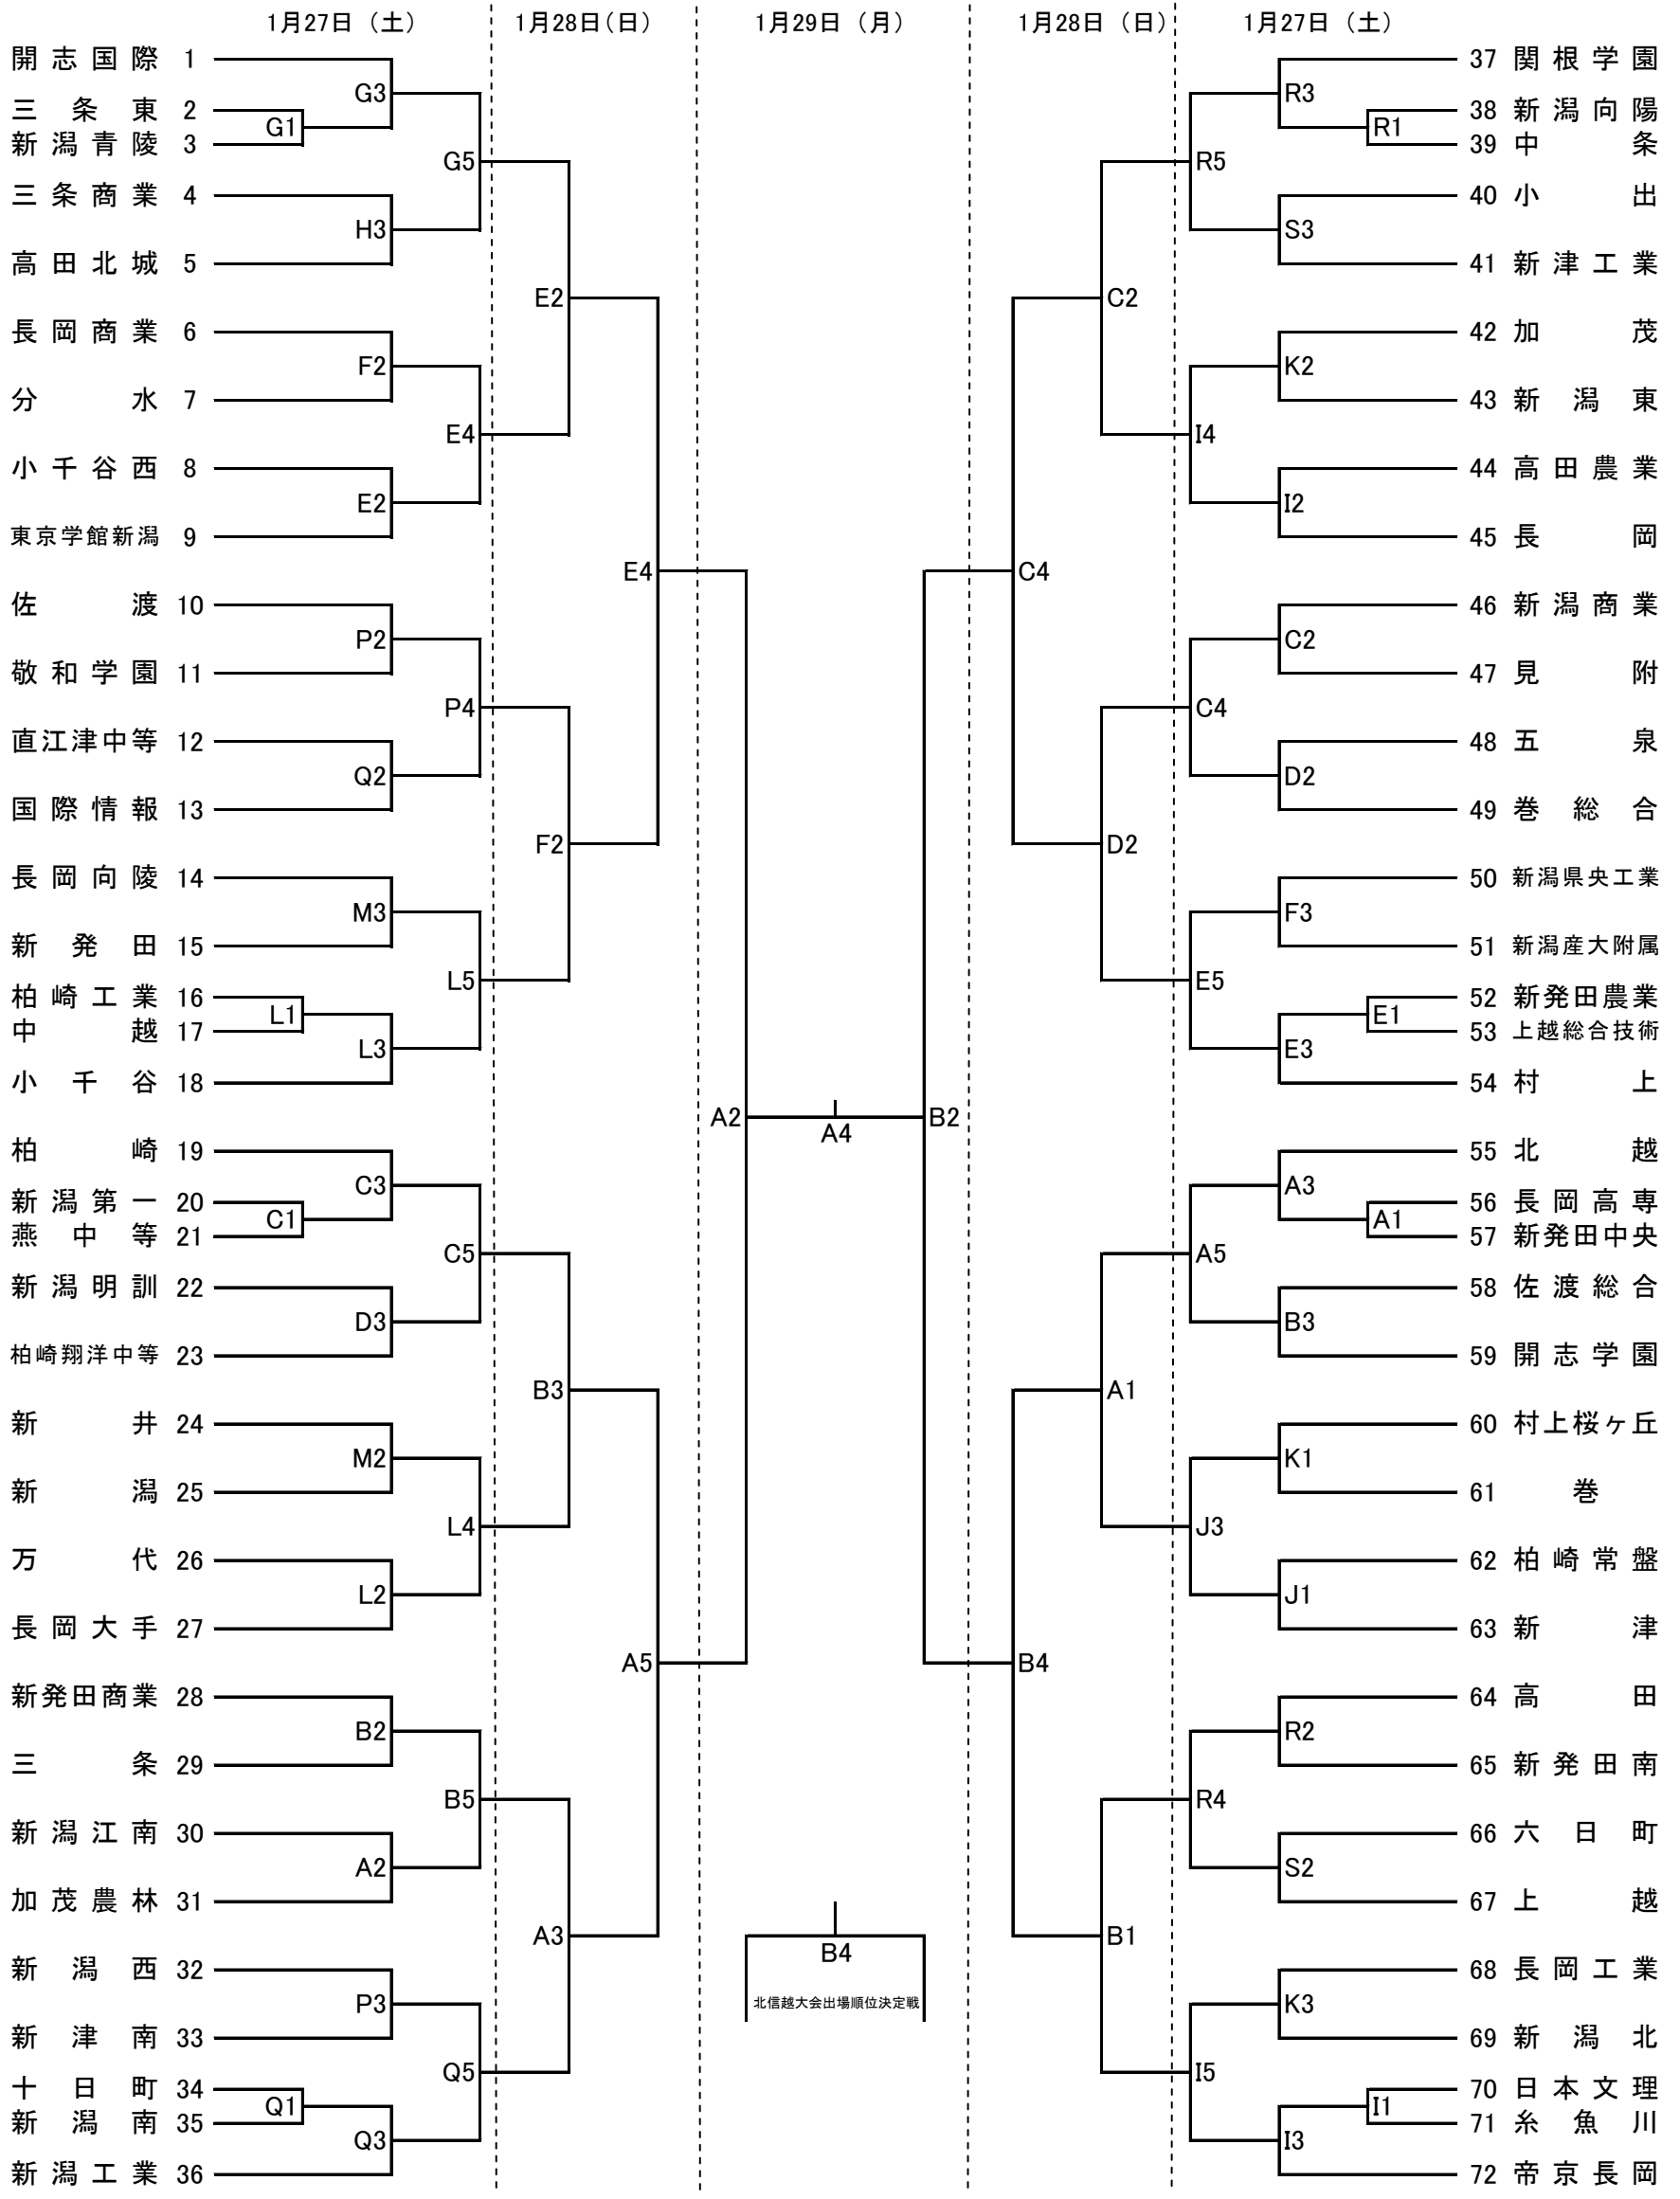 1月27日（土） 1月28日（日） 1月29日（月） 1月28日（日） 1月27日（土）
開志国際 1
G3
三条東 2
G1
新潟青陵 3
G5
三条商業 4
H3
高田北城 5
E2
長岡商業 6
F2
分水 7
E4
小千谷西 8
E2
東京学館新潟 9
E4
佐渡 10
P2
敬和学園 11
P4
直江津中等 12
Q2
国際情報 13
F2
長岡向陵 14
M3
新発田 15
L5
柏崎工業 16
L1
中越 17
L3
小千谷 18
A2
柏崎 19
C3
新潟第一 20
C1
燕中等 21
C5
新潟明訓 22
D3
柏崎翔洋中等 23
B3
新井 24
M2
新潟 25
L4
万代 26
L2
長岡大手 27
A5
新発田商業 28
B2
三条 29
B5
新潟江南 30
A2
加茂農林 31
A3
新潟西 32
P3
新津南 33
Q5
十日町 34
Q1
新潟南 35
Q3
新潟工業 36
A4
B4
北信越大会出場順位決定戦
37 関根学園
R3
38 新潟向陽
R1
39 中条
R5
40 小出
S3
41 新津工業
C2
42 加茂
K2
43 新潟東
I4
44 高田農業
I2
45 長岡
C4
46 新潟商業
C2
47 見附
C4
48 五泉
D2
49 巻総合
D2
50 新潟県央工業
F3
51 新潟産大附属
E5
52 新発田農業
E1
53 上越総合技術
E3
54 村上
B2
55 北越
A3
56 長岡高専
A1
57 新発田中央
A5
58 佐渡総合
B3
59 開志学園
A1
60 村上桜ヶ丘
K1
61 巻
J3
62 柏崎常盤
J1
63 新津
B4
64 高田
R2
65 新発田南
R4
66 六日町
S2
67 上越
B1
68 長岡工業
K3
69 新潟北
I5
70 日本文理
I1
71 糸魚川
I3
72 帝京長岡